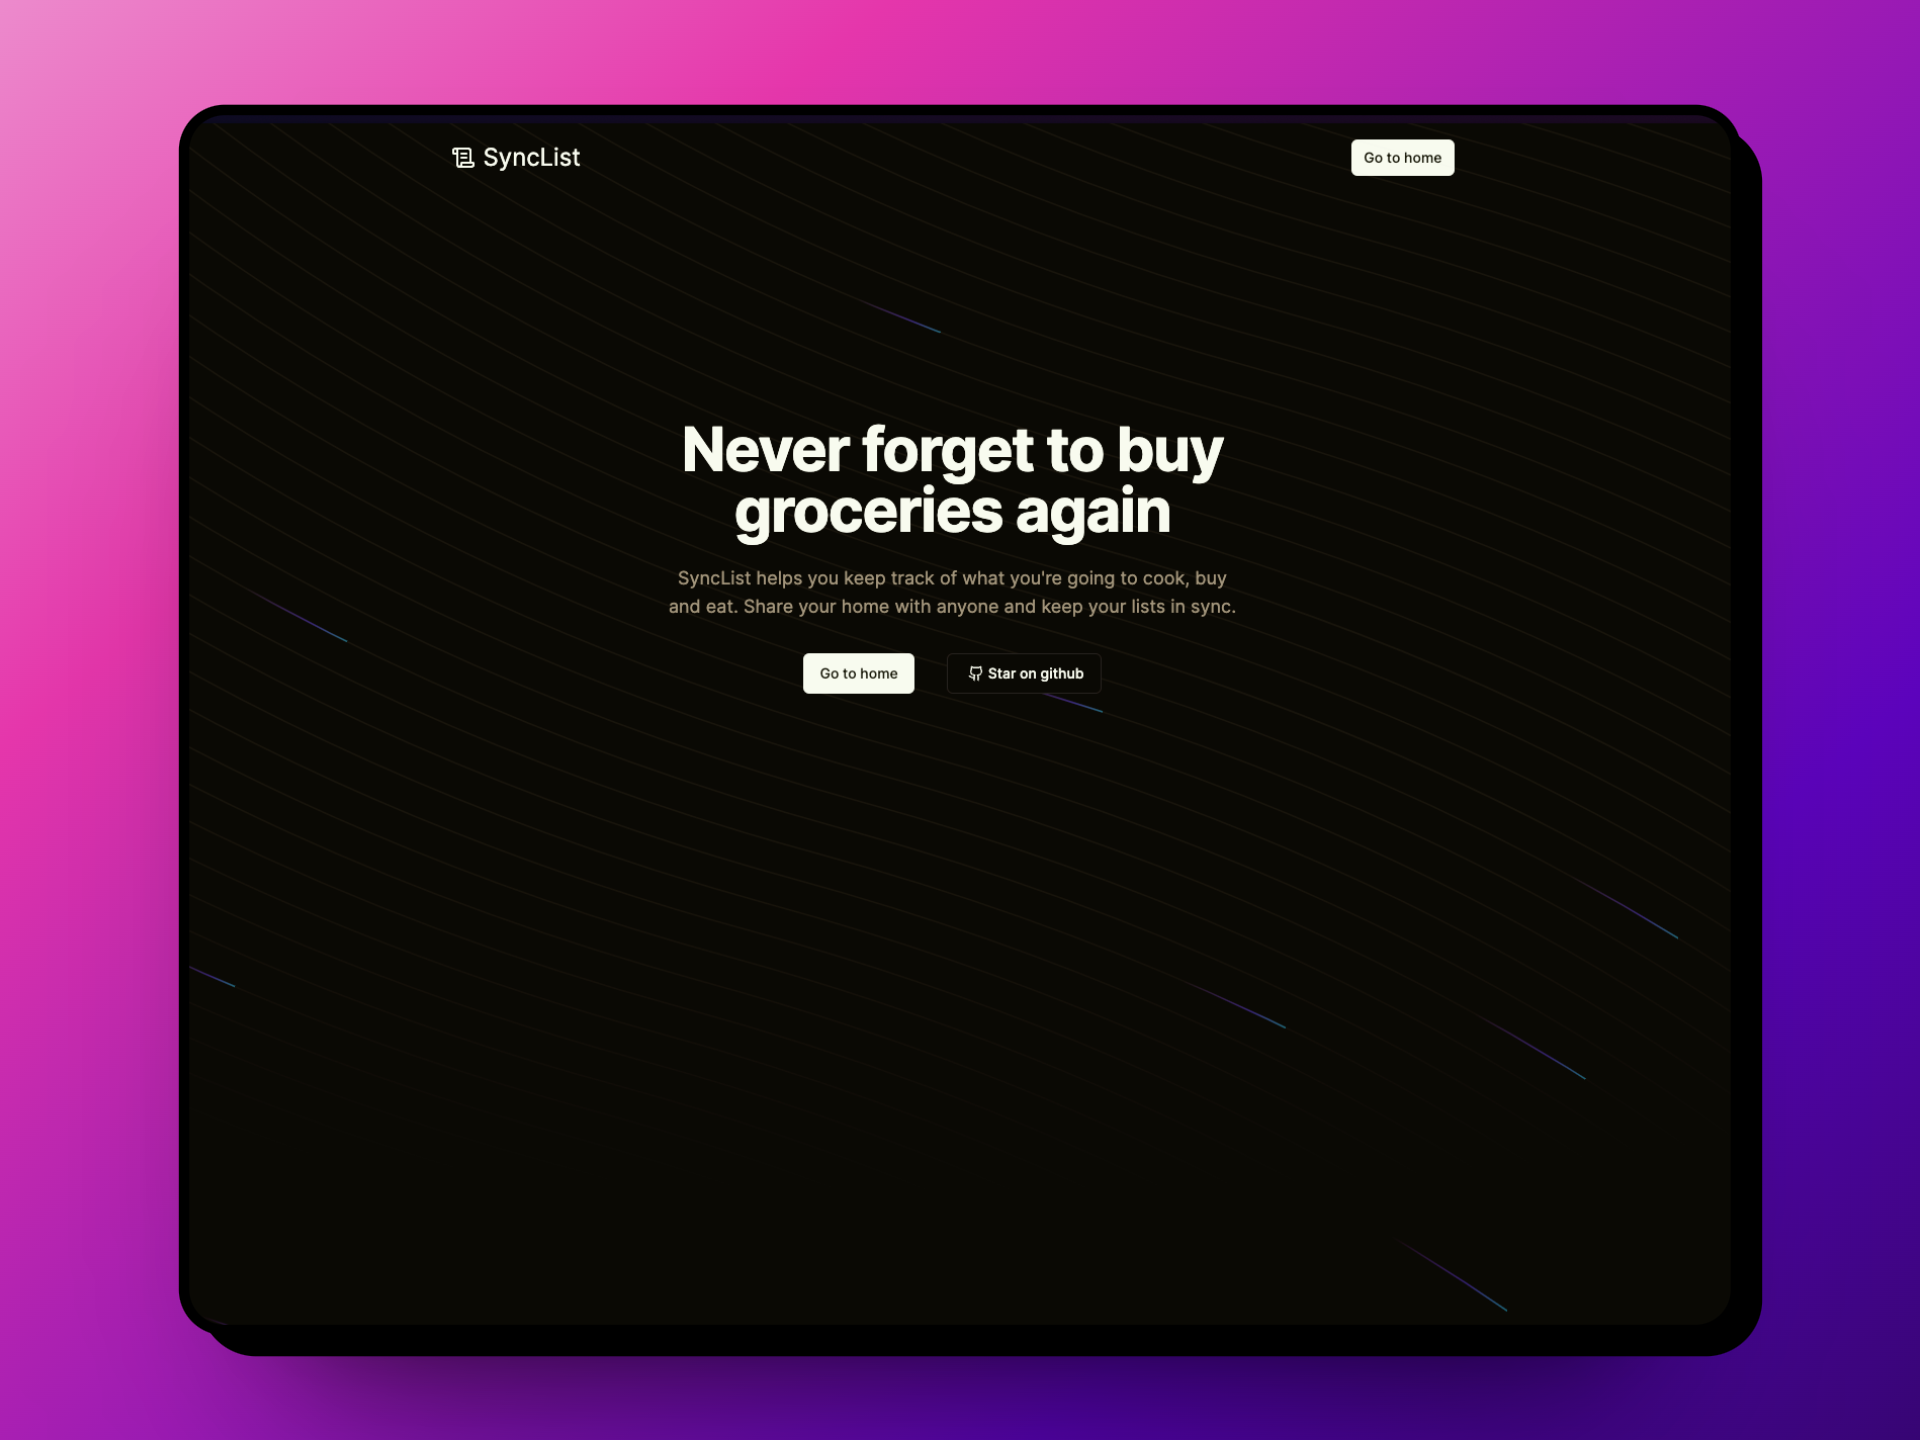 SyncList
Go to home
Never forget to buy
groceries again
SyncList helps you keep track of what you're going to cook, buy
and eat. Share your home with anyone and keep your lists in sync.
Go to home
Star on github